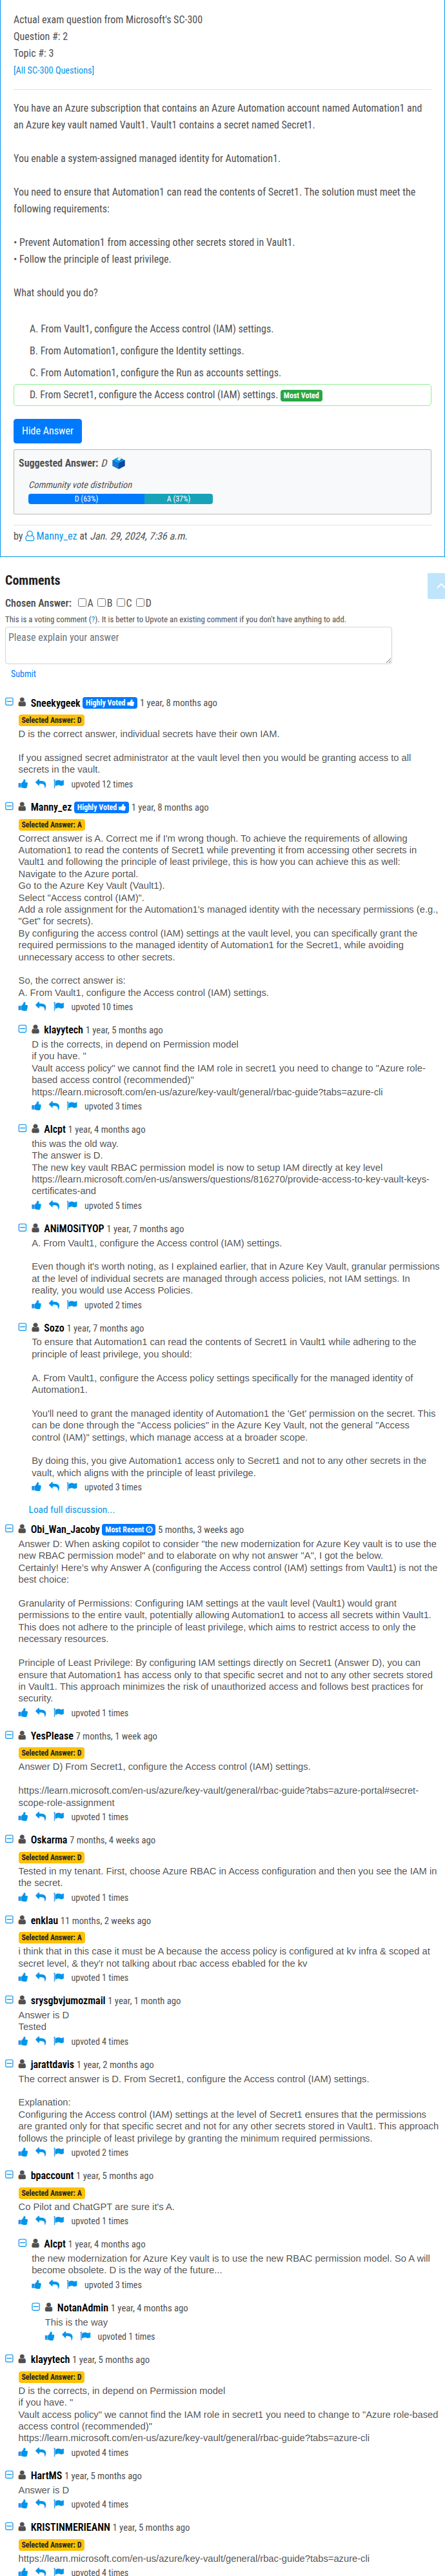 Actual exam question from Microsoft's SC-300
Question #: 2
Topic #: 3
[All SC-300 Questions]
You have an Azure subscription that contains an Azure Automation account named Automation1 and
an Azure key vault named Vault1. Vault1 contains a secret named Secret1.
You enable a system-assigned managed identity for Automation1.
You need to ensure that Automation1 can read the contents of Secret1. The solution must meet the
following requirements:
• Prevent Automation1 from accessing other secrets stored in Vault1.
• Follow the principle of least privilege.
What should you do?
A. From Vault1, configure the Access control (IAM) settings.
B. From Automation1, configure the Identity settings.
C. From Automation1, configure the Run as accounts settings.
D. From Secret1, configure the Access control (IAM) settings. Most Voted
Hide Answer
Suggested Answer: D
Community vote distribution
D (63%) A (37%)
by Manny_ez at Jan. 29, 2024, 7:36 a.m.
Comments
Chosen Answer: A B C D
This is a voting comment (?). It is better to Upvote an existing comment if you don't have anything to add.
Please explain your answer
Submit
Sneekygeek Highly Voted 1 year, 8 months ago
Selected Answer: D
D is the correct answer, individual secrets have their own IAM.
If you assigned secret administrator at the vault level then you would be granting access to all
secrets in the vault.
upvoted 12 times
Manny_ez Highly Voted 1 year, 8 months ago
Selected Answer: A
Correct answer is A. Correct me if I'm wrong though. To achieve the requirements of allowing
Automation1 to read the contents of Secret1 while preventing it from accessing other secrets in
Vault1 and following the principle of least privilege, this is how you can achieve this as well:
Navigate to the Azure portal.
Go to the Azure Key Vault (Vault1).
Select "Access control (IAM)".
Add a role assignment for the Automation1's managed identity with the necessary permissions (e.g.,
"Get" for secrets).
By configuring the access control (IAM) settings at the vault level, you can specifically grant the
required permissions to the managed identity of Automation1 for the Secret1, while avoiding
unnecessary access to other secrets.
So, the correct answer is:
A. From Vault1, configure the Access control (IAM) settings.
upvoted 10 times
klayytech 1 year, 5 months ago
D is the corrects, in depend on Permission model
if you have. "
Vault access policy" we cannot find the IAM role in secret1 you need to change to "Azure role-
based access control (recommended)"
https://learn.microsoft.com/en-us/azure/key-vault/general/rbac-guide?tabs=azure-cli
upvoted 3 times
Alcpt 1 year, 4 months ago
this was the old way.
The answer is D.
The new key vault RBAC permission model is now to setup IAM directly at key level
https://learn.microsoft.com/en-us/answers/questions/816270/provide-access-to-key-vault-keys-
certificates-and
upvoted 5 times
ANiMOSiTYOP 1 year, 7 months ago
A. From Vault1, configure the Access control (IAM) settings.
Even though it's worth noting, as I explained earlier, that in Azure Key Vault, granular permissions
at the level of individual secrets are managed through access policies, not IAM settings. In
reality, you would use Access Policies.
upvoted 2 times
Sozo 1 year, 7 months ago
To ensure that Automation1 can read the contents of Secret1 in Vault1 while adhering to the
principle of least privilege, you should:
A. From Vault1, configure the Access policy settings specifically for the managed identity of
Automation1.
You'll need to grant the managed identity of Automation1 the 'Get' permission on the secret. This
can be done through the "Access policies" in the Azure Key Vault, not the general "Access
control (IAM)" settings, which manage access at a broader scope.
By doing this, you give Automation1 access only to Secret1 and not to any other secrets in the
vault, which aligns with the principle of least privilege.
upvoted 3 times
Load full discussion...
Obi_Wan_Jacoby Most Recent 5 months, 3 weeks ago
Answer D: When asking copilot to consider "the new modernization for Azure Key vault is to use the
new RBAC permission model" and to elaborate on why not answer "A", I got the below.
Certainly! Here's why Answer A (configuring the Access control (IAM) settings from Vault1) is not the
best choice:
Granularity of Permissions: Configuring IAM settings at the vault level (Vault1) would grant
permissions to the entire vault, potentially allowing Automation1 to access all secrets within Vault1.
This does not adhere to the principle of least privilege, which aims to restrict access to only the
necessary resources.
Principle of Least Privilege: By configuring IAM settings directly on Secret1 (Answer D), you can
ensure that Automation1 has access only to that specific secret and not to any other secrets stored
in Vault1. This approach minimizes the risk of unauthorized access and follows best practices for
security.
upvoted 1 times
YesPlease 7 months, 1 week ago
Selected Answer: D
Answer D) From Secret1, configure the Access control (IAM) settings.
https://learn.microsoft.com/en-us/azure/key-vault/general/rbac-guide?tabs=azure-portal#secret-
scope-role-assignment
upvoted 1 times
Oskarma 7 months, 4 weeks ago
Selected Answer: D
Tested in my tenant. First, choose Azure RBAC in Access configuration and then you see the IAM in
the secret.
upvoted 1 times
enklau 11 months, 2 weeks ago
Selected Answer: A
i think that in this case it must be A because the access policy is configured at kv infra & scoped at
secret level, & they'r not talking about rbac access ebabled for the kv
upvoted 1 times
srysgbvjumozmail 1 year, 1 month ago
Answer is D
Tested
upvoted 4 times
jarattdavis 1 year, 2 months ago
The correct answer is D. From Secret1, configure the Access control (IAM) settings.
Explanation:
Configuring the Access control (IAM) settings at the level of Secret1 ensures that the permissions
are granted only for that specific secret and not for any other secrets stored in Vault1. This approach
follows the principle of least privilege by granting the minimum required permissions.
upvoted 2 times
bpaccount 1 year, 5 months ago
Selected Answer: A
Co Pilot and ChatGPT are sure it's A.
upvoted 1 times
Alcpt 1 year, 4 months ago
the new modernization for Azure Key vault is to use the new RBAC permission model. So A will
become obsolete. D is the way of the future...
upvoted 3 times
NotanAdmin 1 year, 4 months ago
This is the way
upvoted 1 times
klayytech 1 year, 5 months ago
Selected Answer: D
D is the corrects, in depend on Permission model
if you have. "
Vault access policy" we cannot find the IAM role in secret1 you need to change to "Azure role-based
access control (recommended)"
https://learn.microsoft.com/en-us/azure/key-vault/general/rbac-guide?tabs=azure-cli
upvoted 4 times
HartMS 1 year, 5 months ago
Answer is D
upvoted 4 times
KRISTINMERIEANN 1 year, 5 months ago
Selected Answer: D
https://learn.microsoft.com/en-us/azure/key-vault/general/rbac-guide?tabs=azure-cli
upvoted 4 times